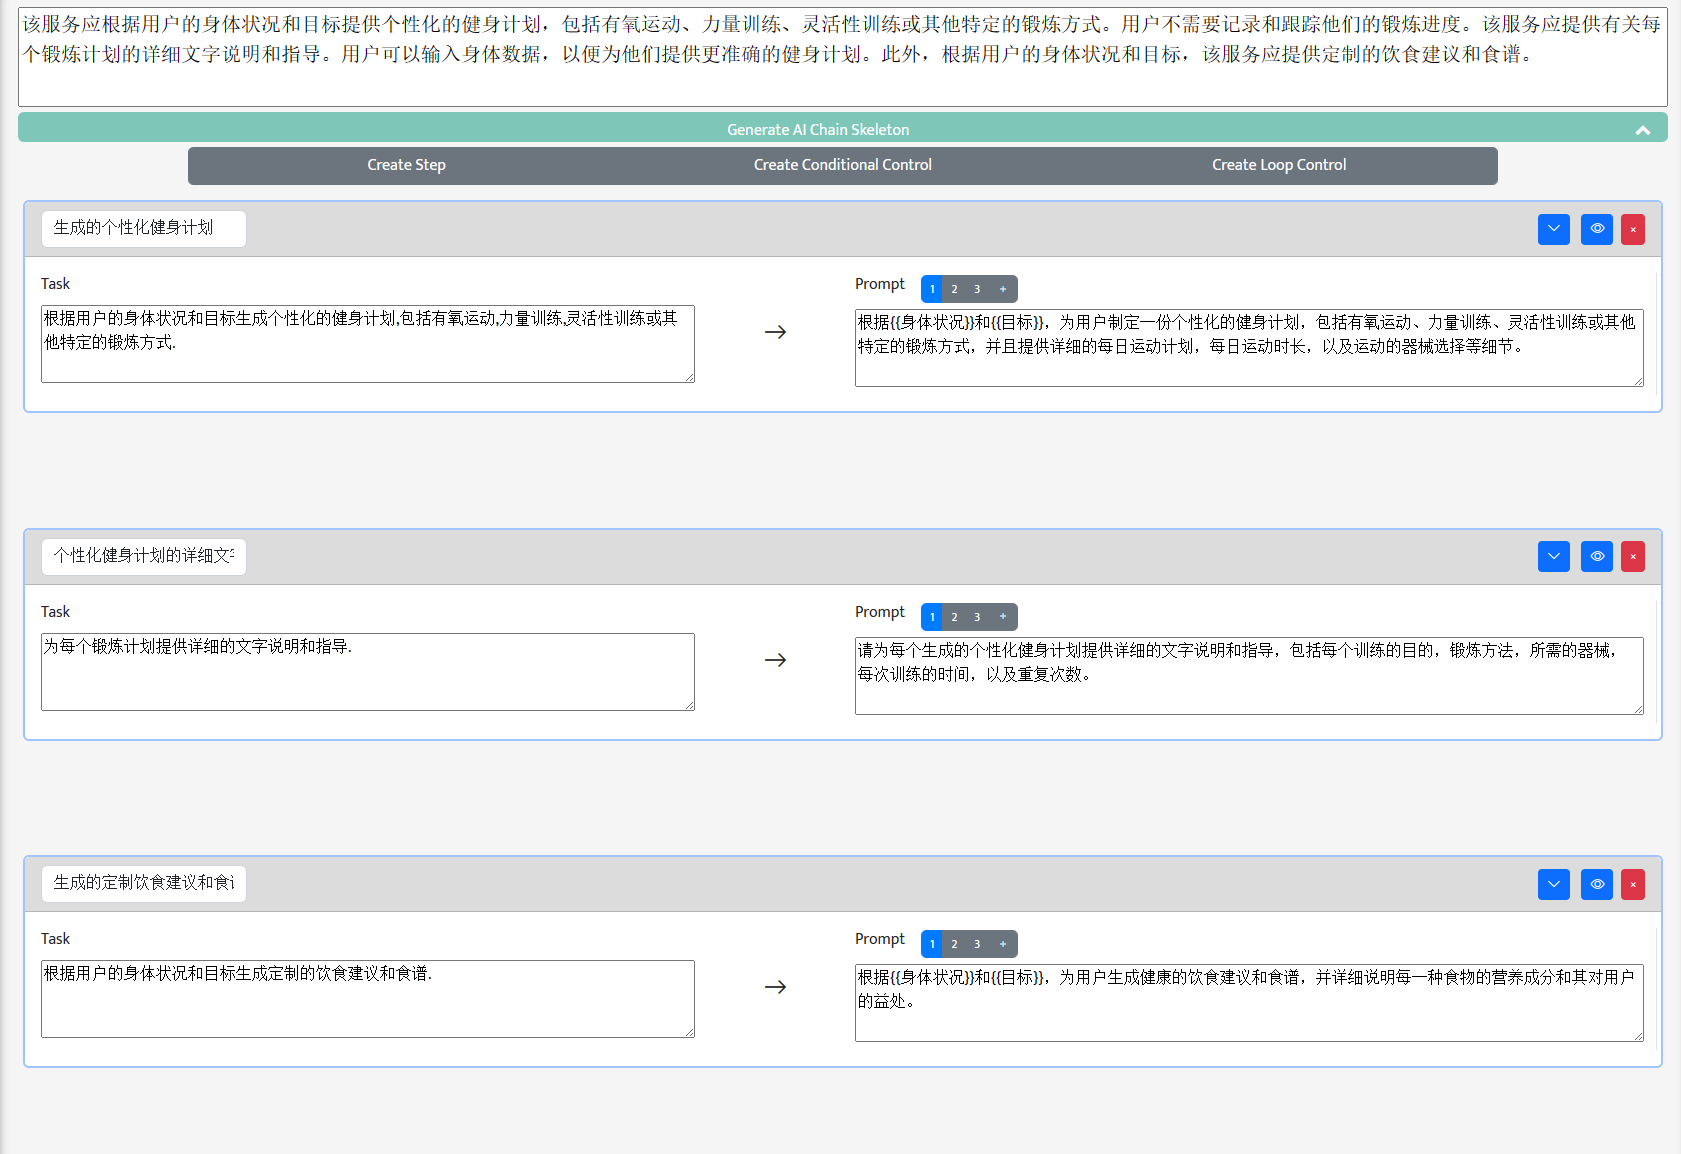 该服务应根据用户的身体状况和目标提供个性化的健身计划，包括有氧运动、力量训练、灵活性训练或其他特定的锻炼方式。用户不需要记录和跟踪他们的锻炼进度。该服务应提供有关每
个锻炼计划的详细文字说明和指导。用户可以输入身体数据，以便为他们提供更准确的健身计划。此外，根据用户的身体状况和目标，该服务应提供定制的饮食建议和食谱。
Generate AI Chain Skeleton
Create Step Create Conditional Control Create Loop Control
生成的个性化健身计划
Task
根据用户的身体状况和目标生成个性化的健身计划,包括有氧运动,力量训练,灵活性训练或其
他特定的锻炼方式.
Prompt 1 2 3 +
根据{{身体状况}}和{{目标}}，为用户制定一份个性化的健身计划，包括有氧运动、力量训练、灵活性训练或其他
特定的锻炼方式，并且提供详细的每日运动计划，每日运动时长，以及运动的器械选择等细节。
个性化健身计划的详细文
Task
为每个锻炼计划提供详细的文字说明和指导.
Prompt 1 2 3 +
请为每个生成的个性化健身计划提供详细的文字说明和指导，包括每个训练的目的，锻炼方法，所需的器械，
每次训练的时间，以及重复次数。
生成的定制饮食建议和食
Task
根据用户的身体状况和目标生成定制的饮食建议和食谱.
Prompt 1 2 3 +
根据{{身体状况}}和{{目标}}，为用户生成健康的饮食建议和食谱，并详细说明每一种食物的营养成分和其对用户
的益处。